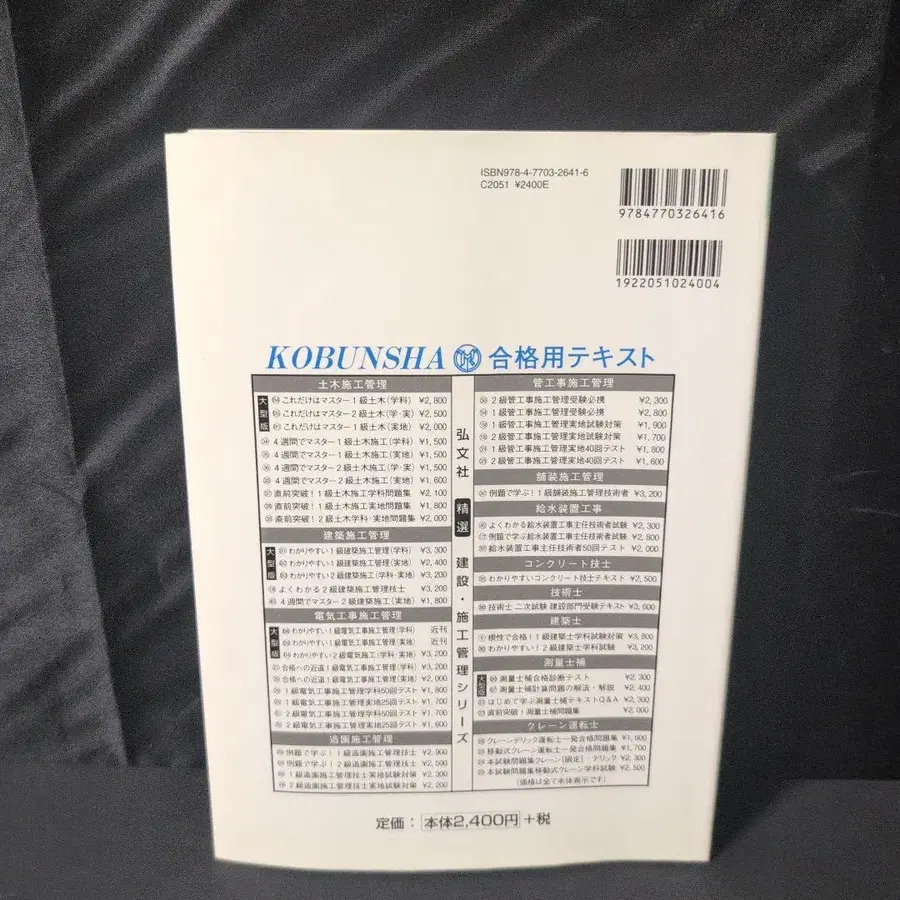 ISBN978-4-7703-2641-6
C2051 ¥2400E
9784770326416
1922051024004
KOBUNSHA 合格用テキスト
土木施工管理
大型版
これだけはマスター1級土木(学科) ¥2,800
これだけはマスター2級土木(学・実) ¥2,500
これだけはマスター1級土木(実地) ¥2,000
4週間でマスター1級土木施工(学科) ¥1,500
4週間でマスター1級土木施工(実地) ¥1,500
4週間でマスター2級土木施工(学・実) ¥1,500
4週間でマスター2級土木施工(実地) ¥1,600
直前突破!1級土木施工学科問題集 ¥2,100
直前突破!1級土木施工実地問題集 ¥1,800
直前突破!2級土木学科・実地問題集 ¥2,000
建築施工管理
大型版
わかりやすい1級建築施工管理(学科) ¥3,300
わかりやすい1級建築施工管理(実地) ¥2,400
わかりやすい2級建築施工管理(学科・実地) ¥3,200
よくわかる2級建築施工管理技士 ¥3,200
4週間でマスター2級建築施工(実地) ¥1,800
電気工事施工管理
大型版
わかりやすい1級電気工事施工管理(学科) 近刊
わかりやすい1級電気工事施工管理(実地) 近刊
わかりやすい2級電気施工管理(学科・実地) ¥3,200
合格への近道1級電気工事施工管理(学科) ¥3,200
合格への近道1級電気工事施工管理(実地) ¥2,000
1級電気工事施工管理学科50回テスト ¥1,800
1級電気工事施工管理実地25回テスト ¥1,700
2級電気工事施工管理学科50回テスト ¥1,700
2級電気工事施工管理実地25回テスト ¥1,600
造園施工管理
例題で学ぶ!1級造園施工管理技士 ¥2,900
例題で学ぶ!2級造園施工管理技士 ¥2,500
1級造園施工管理技士実地試験対策 ¥2,300
2級造園施工管理技士実地試験対策 ¥2,200
弘文社 精選 建設・施工管理シリーズ
管工事施工管理
2級管工事施工管理受験必携 ¥2,300
1級管工事施工管理受験必携 ¥2,800
1級管工事施工管理実地試験対策 ¥1,900
2級管工事施工管理実地試験対策 ¥1,700
1級管工事施工管理実地40回テスト ¥1,800
2級管工事施工管理実地40回テスト ¥1,600
舗装施工管理
例題で学ぶ!1級舗装施工管理技術者 ¥3,200
給水装置工事
よくわかる給水装置工事主任技術者試験 ¥2,300
例題で学ぶ給水装置工事主任技術者試験 ¥2,800
給水装置工事主任技術者50回テスト ¥2,000
コンクリート技士
わかりやすいコンクリート技士テキスト ¥2,500
技術士
技術士 二次試験 建設部門受験テキスト ¥3,600
建築士
根性で合格!1級建築士学科試験対策 ¥3,800
わかりやすい!2級建築士学科試験 ¥3,200
測量士補
大型版
測量士補合格診断テスト ¥2,300
測量士補計算問題の解法・解説 ¥2,400
はじめて学ぶ測量士補テキストQ&A ¥2,300
直前突破!測量士補問題集 ¥2,000
クレーン運転士
クレーンデリック運転士一発合格問題集 ¥1,900
移動式クレーン運転士一発合格問題集 ¥1,700
本試験問題集クレーン[限定]・デリック ¥2,300
本試験問題集移動式クレーン学科試験 ¥2,500
(価格は全て本体表示です)
定価:本体2,400円+税